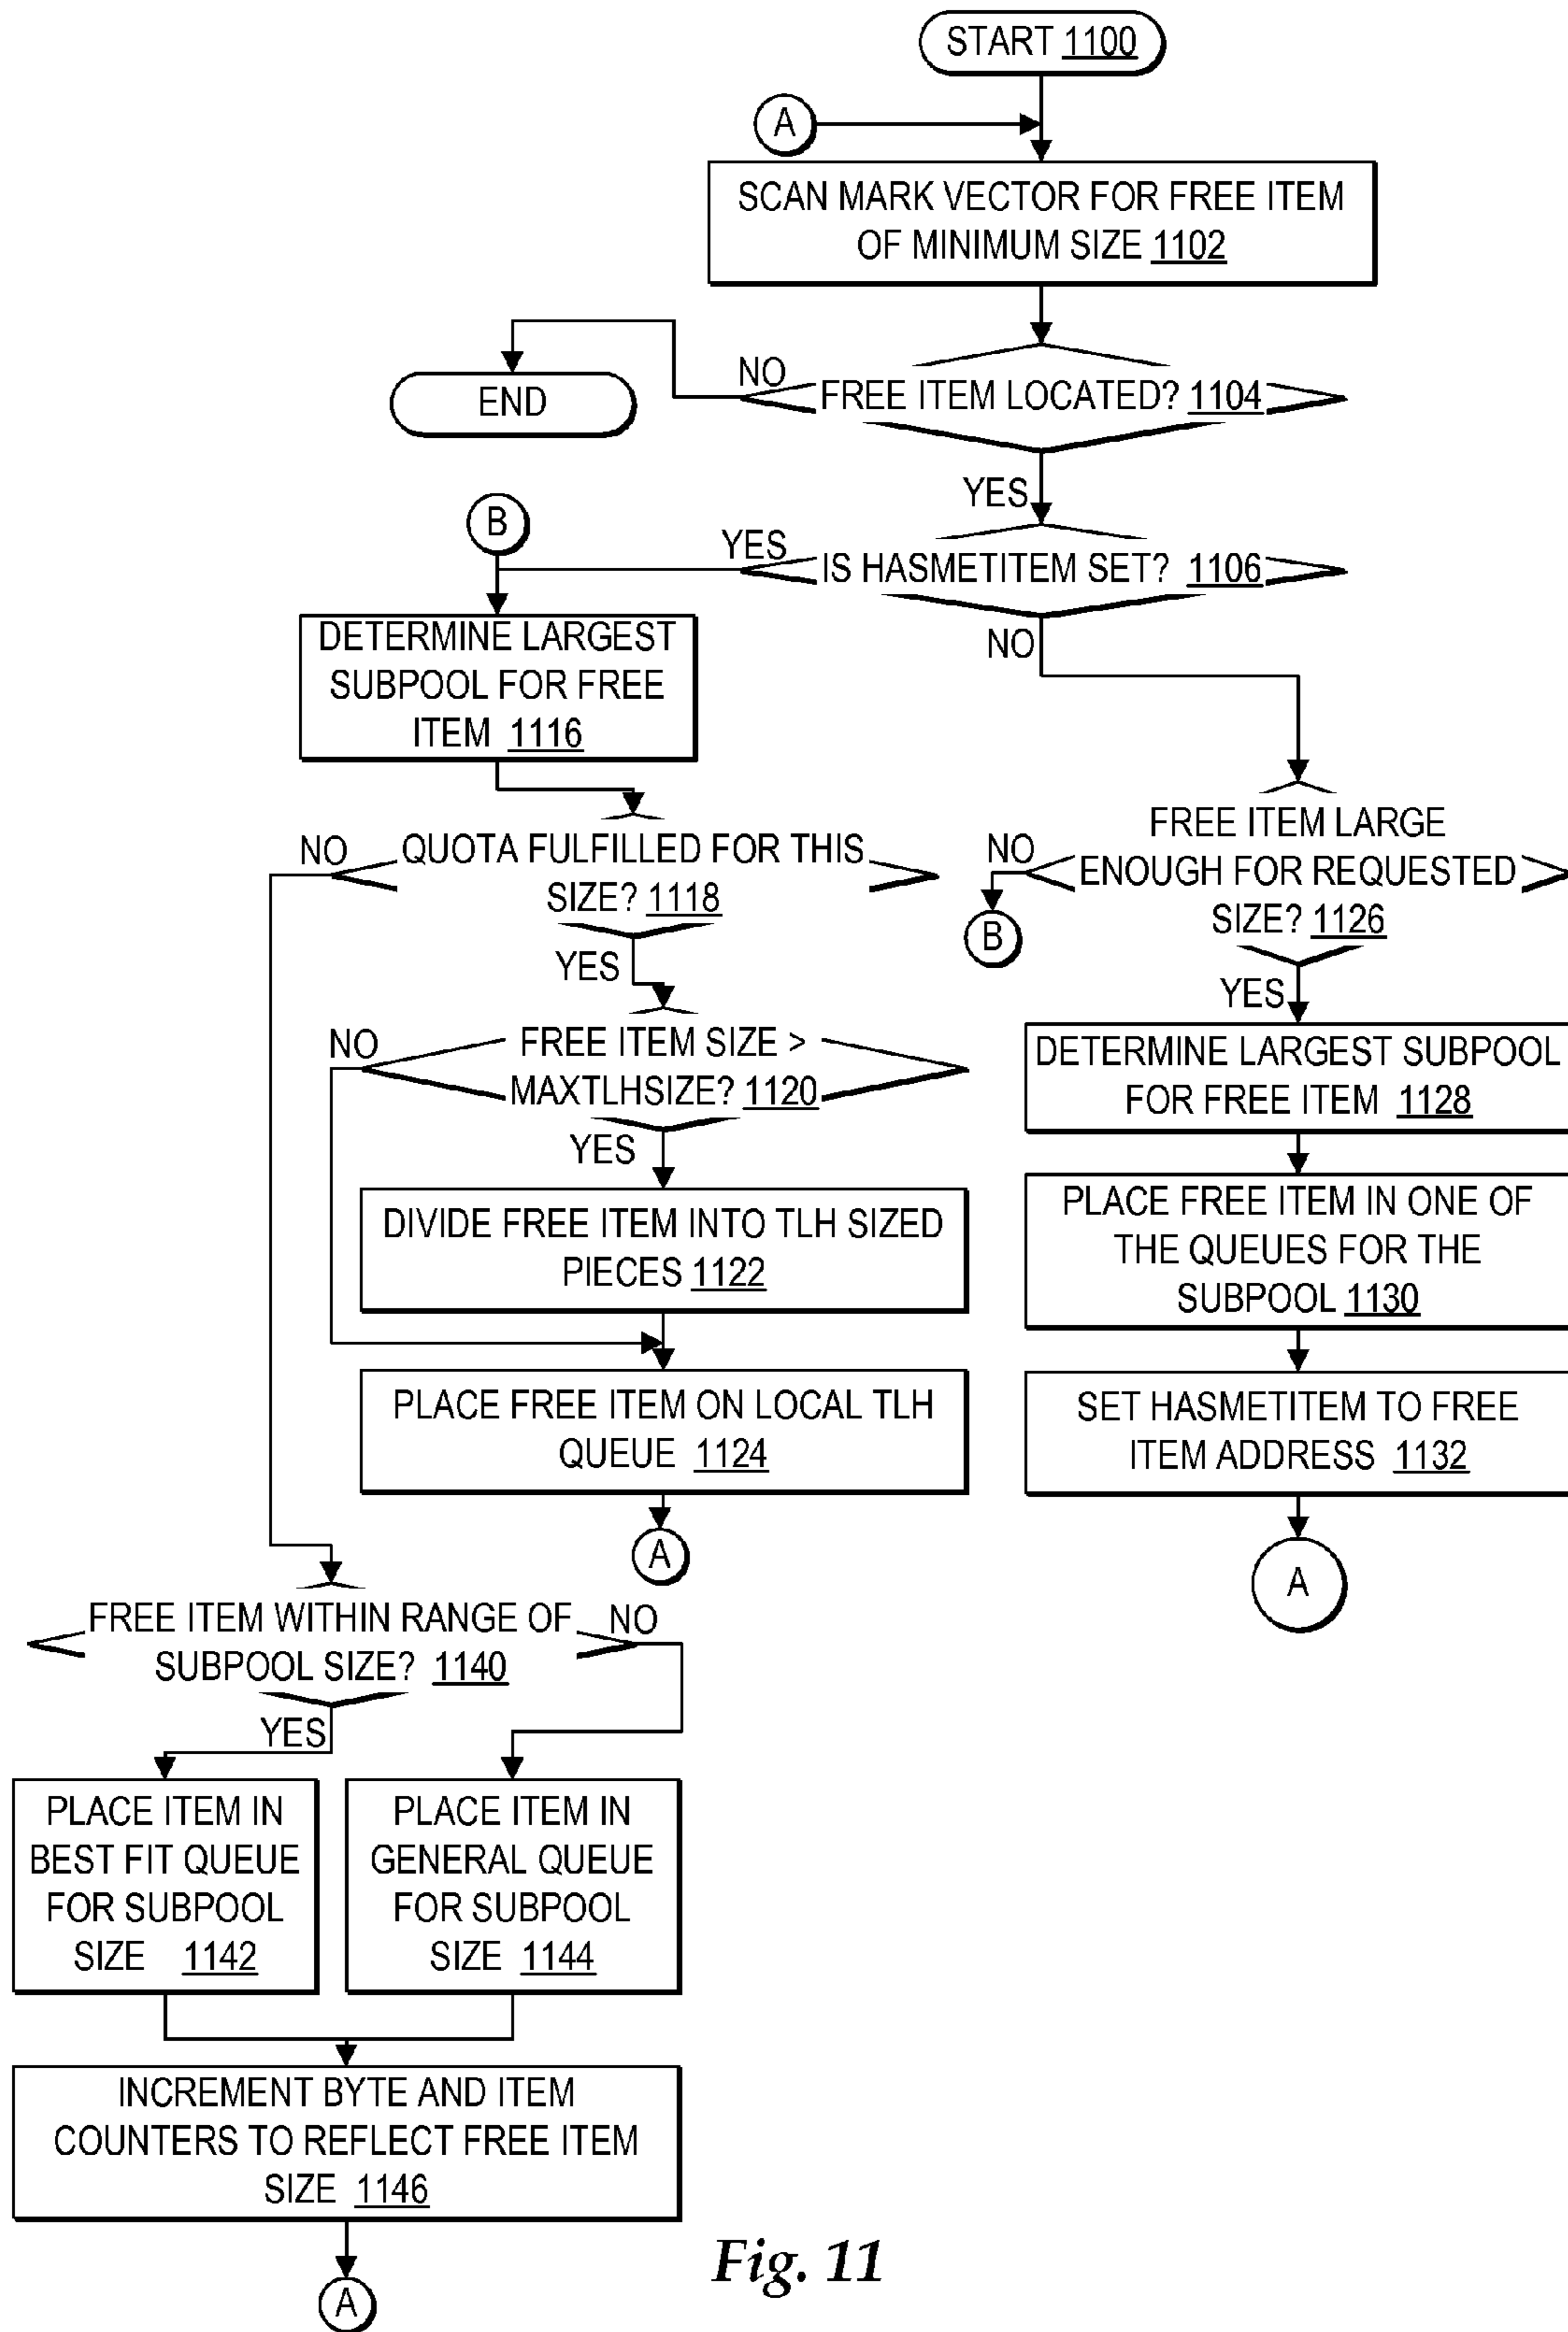 START 1100
A
SCAN MARK VECTOR FOR FREE ITEM
OF MINIMUM SIZE 1102
NO
FREE ITEM LOCATED? 1104
END
YES
B
YES
IS HASMETITEM SET? 1106
NO
DETERMINE LARGEST
SUBPOOL FOR FREE
ITEM 1116
NO
QUOTA FULFILLED FOR THIS
SIZE? 1118
YES
NO
FREE ITEM LARGE
ENOUGH FOR REQUESTED
SIZE? 1126
B
YES
NO
FREE ITEM SIZE >
MAXTLHSIZE? 1120
YES
DETERMINE LARGEST SUBPOOL
FOR FREE ITEM 1128
DIVIDE FREE ITEM INTO TLH SIZED
PIECES 1122
PLACE FREE ITEM IN ONE OF
THE QUEUES FOR THE
SUBPOOL 1130
PLACE FREE ITEM ON LOCAL TLH
QUEUE 1124
SET HASMETITEM TO FREE
ITEM ADDRESS 1132
A
A
FREE ITEM WITHIN RANGE OF
SUBPOOL SIZE? 1140
NO
YES
PLACE ITEM IN
BEST FIT QUEUE
FOR SUBPOOL
SIZE 1142
PLACE ITEM IN
GENERAL QUEUE
FOR SUBPOOL
SIZE 1144
INCREMENT BYTE AND ITEM
COUNTERS TO REFLECT FREE ITEM
SIZE 1146
A
Fig. 11